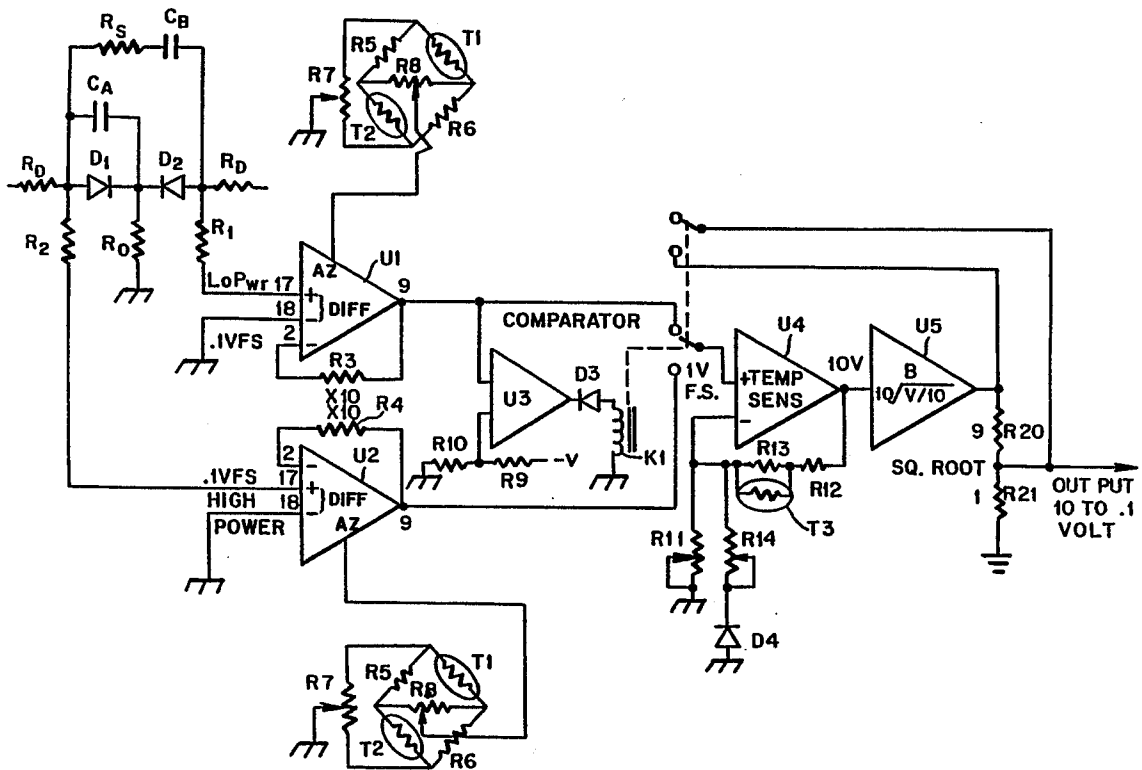 RS CB
CA
RD D1 D2 RD
R2 RO R1
R5 T1
R7 R8
T2 R6
AZ U1
LoPwr 17 + DIFF 9
18 -
.1VFS 2 -
R3
X10
X10
R4
COMPARATOR
U3 D3
R10 R9 -V
K1
1V
F.S.
U4
+TEMP
SENS
-
10V
U5
B
10√V/10
2 - U2
.1VFS 17 +
HIGH 18 DIFF 9
POWER - AZ
R13
R12
T3
R11 R14
D4
SQ. ROOT
9 R20
1 R21
OUT PUT
10 TO .1
VOLT
R5 T1
R7 R8
T2 R6